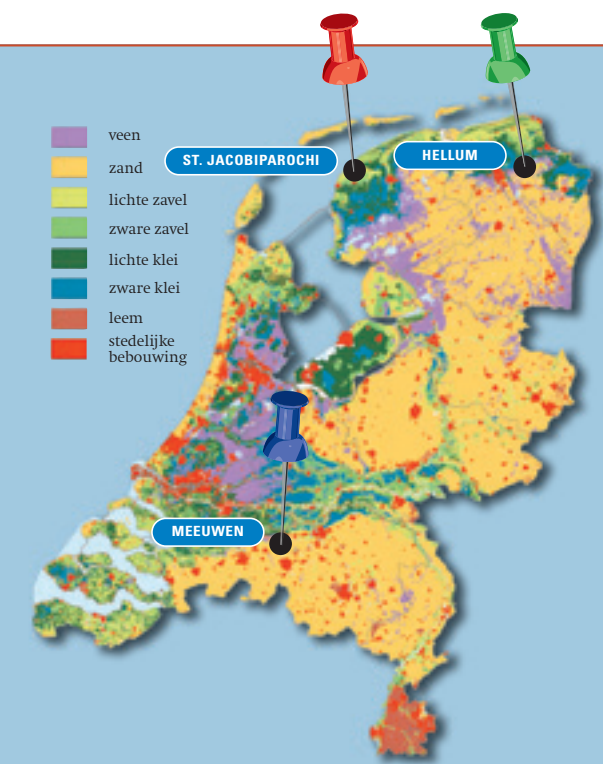 veen
zand
lichte zavel
zware zavel
lichte klei
zware klei
leem
stedelijke
bebouwing
ST. JACOBIPAROCHI
HELLUM
MEEUWEN